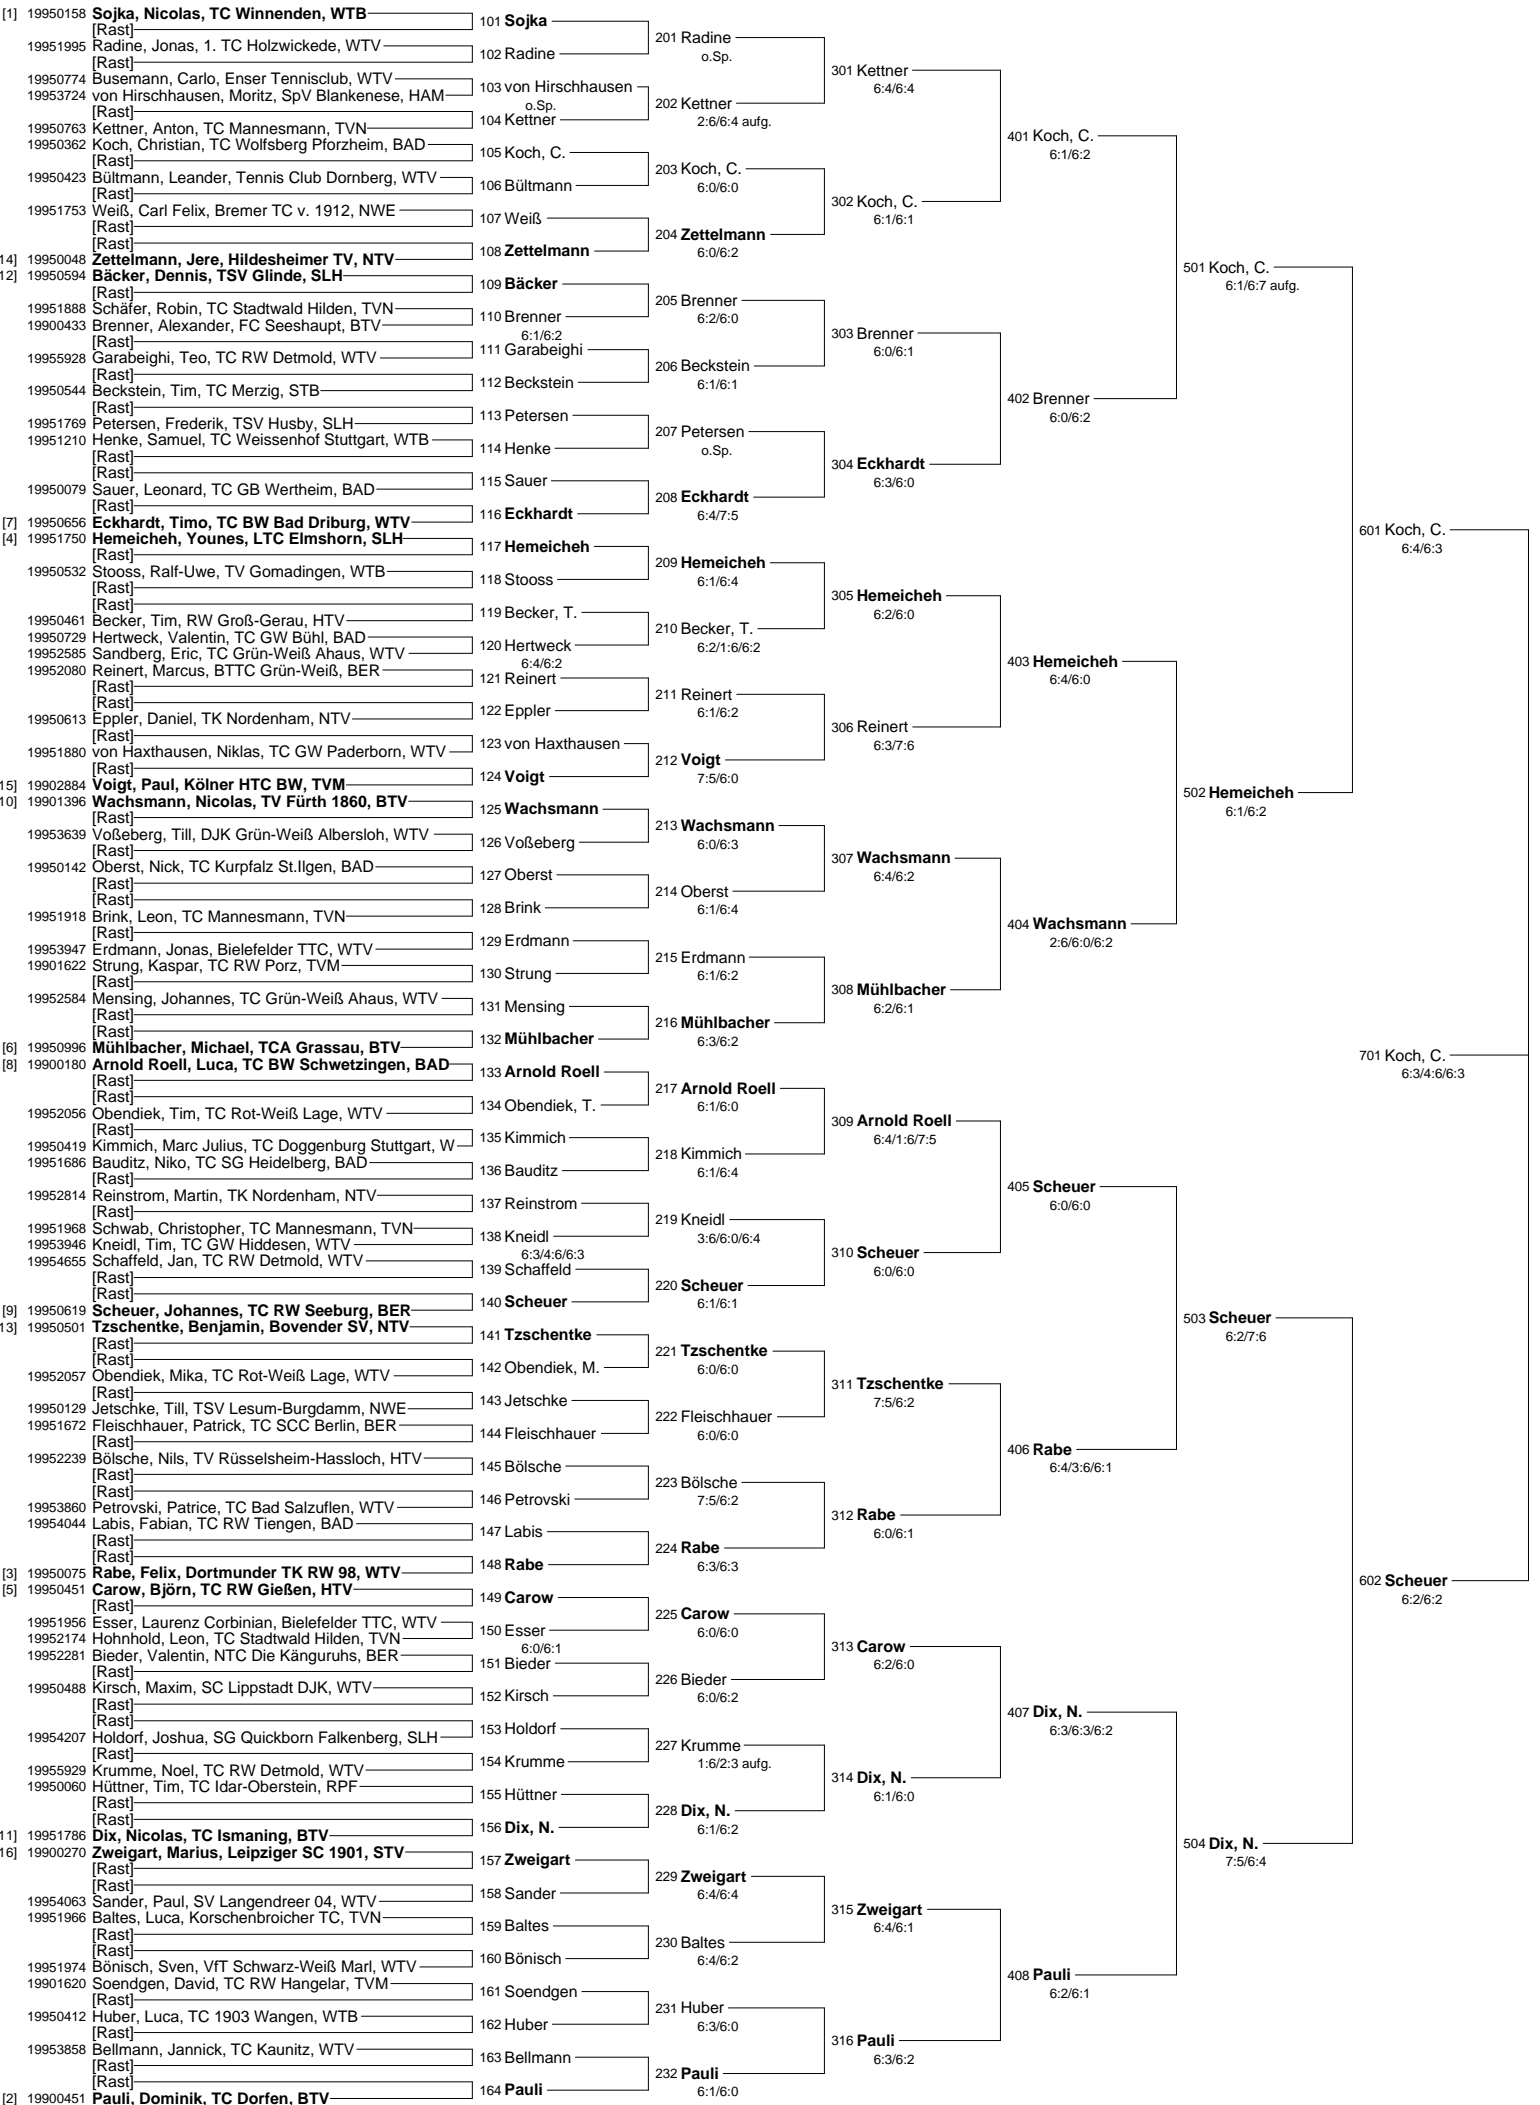 [1] 19950158 Sojka, Nicolas, TC Winnenden, WTB
[Rast]
19951995 Radine, Jonas, 1. TC Holzwickede, WTV
[Rast]
19950774 Busemann, Carlo, Enser Tennisclub, WTV
19953724 von Hirschhausen, Moritz, SpV Blankenese, HAM
[Rast]
19950763 Kettner, Anton, TC Mannesmann, TVN
19950362 Koch, Christian, TC Wolfsberg Pforzheim, BAD
[Rast]
19950423 Bültmann, Leander, Tennis Club Dornberg, WTV
[Rast]
19951753 Weiß, Carl Felix, Bremer TC v. 1912, NWE
[Rast]
[Rast]
14] 19950048 Zettelmann, Jere, Hildesheimer TV, NTV
12] 19950594 Bäcker, Dennis, TSV Glinde, SLH
[Rast]
19951888 Schäfer, Robin, TC Stadtwald Hilden, TVN
19900433 Brenner, Alexander, FC Seeshaupt, BTV
[Rast]
19955928 Garabeighi, Teo, TC RW Detmold, WTV
[Rast]
19950544 Beckstein, Tim, TC Merzig, STB
[Rast]
19951769 Petersen, Frederik, TSV Husby, SLH
19951210 Henke, Samuel, TC Weissenhof Stuttgart, WTB
[Rast]
[Rast]
19950079 Sauer, Leonard, TC GB Wertheim, BAD
[Rast]
[7] 19950656 Eckhardt, Timo, TC BW Bad Driburg, WTV
[4] 19951750 Hemeicheh, Younes, LTC Elmshorn, SLH
[Rast]
19950532 Stooss, Ralf-Uwe, TV Gomadingen, WTB
[Rast]
[Rast]
19950461 Becker, Tim, RW Groß-Gerau, HTV
19950729 Hertweck, Valentin, TC GW Bühl, BAD
19952585 Sandberg, Eric, TC Grün-Weiß Ahaus, WTV
19952080 Reinert, Marcus, BTTC Grün-Weiß, BER
[Rast]
[Rast]
19950613 Eppler, Daniel, TK Nordenham, NTV
[Rast]
19951880 von Haxthausen, Niklas, TC GW Paderborn, WTV
[Rast]
15] 19902884 Voigt, Paul, Kölner HTC BW, TVM
10] 19901396 Wachsmann, Nicolas, TV Fürth 1860, BTV
[Rast]
19953639 Voßeberg, Till, DJK Grün-Weiß Albersloh, WTV
[Rast]
19950142 Oberst, Nick, TC Kurpfalz St.Ilgen, BAD
[Rast]
[Rast]
19951918 Brink, Leon, TC Mannesmann, TVN
[Rast]
19953947 Erdmann, Jonas, Bielefelder TTC, WTV
19901622 Strung, Kaspar, TC RW Porz, TVM
[Rast]
19952584 Mensing, Johannes, TC Grün-Weiß Ahaus, WTV
[Rast]
[Rast]
[6] 19950996 Mühlbacher, Michael, TCA Grassau, BTV
[8] 19900180 Arnold Roell, Luca, TC BW Schwetzingen, BAD
[Rast]
[Rast]
19952056 Obendiek, Tim, TC Rot-Weiß Lage, WTV
[Rast]
19950419 Kimmich, Marc Julius, TC Doggenburg Stuttgart, W
19951686 Bauditz, Niko, TC SG Heidelberg, BAD
[Rast]
19952814 Reinstrom, Martin, TK Nordenham, NTV
[Rast]
19951968 Schwab, Christopher, TC Mannesmann, TVN
19953946 Kneidl, Tim, TC GW Hiddesen, WTV
19954655 Schaffeld, Jan, TC RW Detmold, WTV
[Rast]
[Rast]
[9] 19950619 Scheuer, Johannes, TC RW Seeburg, BER
13] 19950501 Tzschentke, Benjamin, Bovender SV, NTV
[Rast]
[Rast]
19952057 Obendiek, Mika, TC Rot-Weiß Lage, WTV
[Rast]
19950129 Jetschke, Till, TSV Lesum-Burgdamm, NWE
19951672 Fleischhauer, Patrick, TC SCC Berlin, BER
[Rast]
19952239 Bölsche, Nils, TV Rüsselsheim-Hassloch, HTV
[Rast]
[Rast]
19953860 Petrovski, Patrice, TC Bad Salzuflen, WTV
19954044 Labis, Fabian, TC RW Tiengen, BAD
[Rast]
[Rast]
[3] 19950075 Rabe, Felix, Dortmunder TK RW 98, WTV
[5] 19950451 Carow, Björn, TC RW Gießen, HTV
[Rast]
19951956 Esser, Laurenz Corbinian, Bielefelder TTC, WTV
19952174 Hohnhold, Leon, TC Stadtwald Hilden, TVN
19952281 Bieder, Valentin, NTC Die Känguruhs, BER
[Rast]
19950488 Kirsch, Maxim, SC Lippstadt DJK, WTV
[Rast]
[Rast]
19954207 Holdorf, Joshua, SG Quickborn Falkenberg, SLH
[Rast]
19955929 Krumme, Noel, TC RW Detmold, WTV
19950060 Hüttner, Tim, TC Idar-Oberstein, RPF
[Rast]
[Rast]
11] 19951786 Dix, Nicolas, TC Ismaning, BTV
16] 19900270 Zweigart, Marius, Leipziger SC 1901, STV
[Rast]
[Rast]
19954063 Sander, Paul, SV Langendreer 04, WTV
19951966 Baltes, Luca, Korschenbroicher TC, TVN
[Rast]
[Rast]
19951974 Bönisch, Sven, VfT Schwarz-Weiß Marl, WTV
19901620 Soendgen, David, TC RW Hangelar, TVM
[Rast]
19950412 Huber, Luca, TC 1903 Wangen, WTB
[Rast]
19953858 Bellmann, Jannick, TC Kaunitz, WTV
[Rast]
[Rast]
[2] 19900451 Pauli, Dominik, TC Dorfen, BTV
101 Sojka
102 Radine
103 von Hirschhausen
o.Sp.
104 Kettner
105 Koch, C.
106 Bültmann
107 Weiß
108 Zettelmann
109 Bäcker
110 Brenner
6:1/6:2
111 Garabeighi
112 Beckstein
113 Petersen
114 Henke
115 Sauer
116 Eckhardt
117 Hemeicheh
118 Stooss
119 Becker, T.
120 Hertweck
6:4/6:2
121 Reinert
122 Eppler
123 von Haxthausen
124 Voigt
125 Wachsmann
126 Voßeberg
127 Oberst
128 Brink
129 Erdmann
130 Strung
131 Mensing
132 Mühlbacher
133 Arnold Roell
134 Obendiek, T.
135 Kimmich
136 Bauditz
137 Reinstrom
138 Kneidl
6:3/4:6/6:3
139 Schaffeld
140 Scheuer
141 Tzschentke
142 Obendiek, M.
143 Jetschke
144 Fleischhauer
145 Bölsche
146 Petrovski
147 Labis
148 Rabe
149 Carow
150 Esser
6:0/6:1
151 Bieder
152 Kirsch
153 Holdorf
154 Krumme
155 Hüttner
156 Dix, N.
157 Zweigart
158 Sander
159 Baltes
160 Bönisch
161 Soendgen
162 Huber
163 Bellmann
164 Pauli
201 Radine
o.Sp.
202 Kettner
2:6/6:4 aufg.
203 Koch, C.
6:0/6:0
204 Zettelmann
6:0/6:2
205 Brenner
6:2/6:0
206 Beckstein
6:1/6:1
207 Petersen
o.Sp.
208 Eckhardt
6:4/7:5
209 Hemeicheh
6:1/6:4
210 Becker, T.
6:2/1:6/6:2
211 Reinert
6:1/6:2
212 Voigt
7:5/6:0
213 Wachsmann
6:0/6:3
214 Oberst
6:1/6:4
215 Erdmann
6:1/6:2
216 Mühlbacher
6:3/6:2
217 Arnold Roell
6:1/6:0
218 Kimmich
6:1/6:4
219 Kneidl
3:6/6:0/6:4
220 Scheuer
6:1/6:1
221 Tzschentke
6:0/6:0
222 Fleischhauer
6:0/6:0
223 Bölsche
7:5/6:2
224 Rabe
6:3/6:3
225 Carow
6:0/6:0
226 Bieder
6:0/6:2
227 Krumme
1:6/2:3 aufg.
228 Dix, N.
6:1/6:2
229 Zweigart
6:4/6:4
230 Baltes
6:4/6:2
231 Huber
6:3/6:0
232 Pauli
6:1/6:0
301 Kettner
6:4/6:4
302 Koch, C.
6:1/6:1
303 Brenner
6:0/6:1
304 Eckhardt
6:3/6:0
305 Hemeicheh
6:2/6:0
306 Reinert
6:3/7:6
307 Wachsmann
6:4/6:2
308 Mühlbacher
6:2/6:1
309 Arnold Roell
6:4/1:6/7:5
310 Scheuer
6:0/6:0
311 Tzschentke
7:5/6:2
312 Rabe
6:0/6:1
313 Carow
6:2/6:0
314 Dix, N.
6:1/6:0
315 Zweigart
6:4/6:1
316 Pauli
6:3/6:2
401 Koch, C.
6:1/6:2
402 Brenner
6:0/6:2
403 Hemeicheh
6:4/6:0
404 Wachsmann
2:6/6:0/6:2
405 Scheuer
6:0/6:0
406 Rabe
6:4/3:6/6:1
407 Dix, N.
6:3/6:3/6:2
408 Pauli
6:2/6:1
501 Koch, C.
6:1/6:7 aufg.
502 Hemeicheh
6:1/6:2
503 Scheuer
6:2/7:6
504 Dix, N.
7:5/6:4
601 Koch, C.
6:4/6:3
602 Scheuer
6:2/6:2
701 Koch, C.
6:3/4:6/6:3